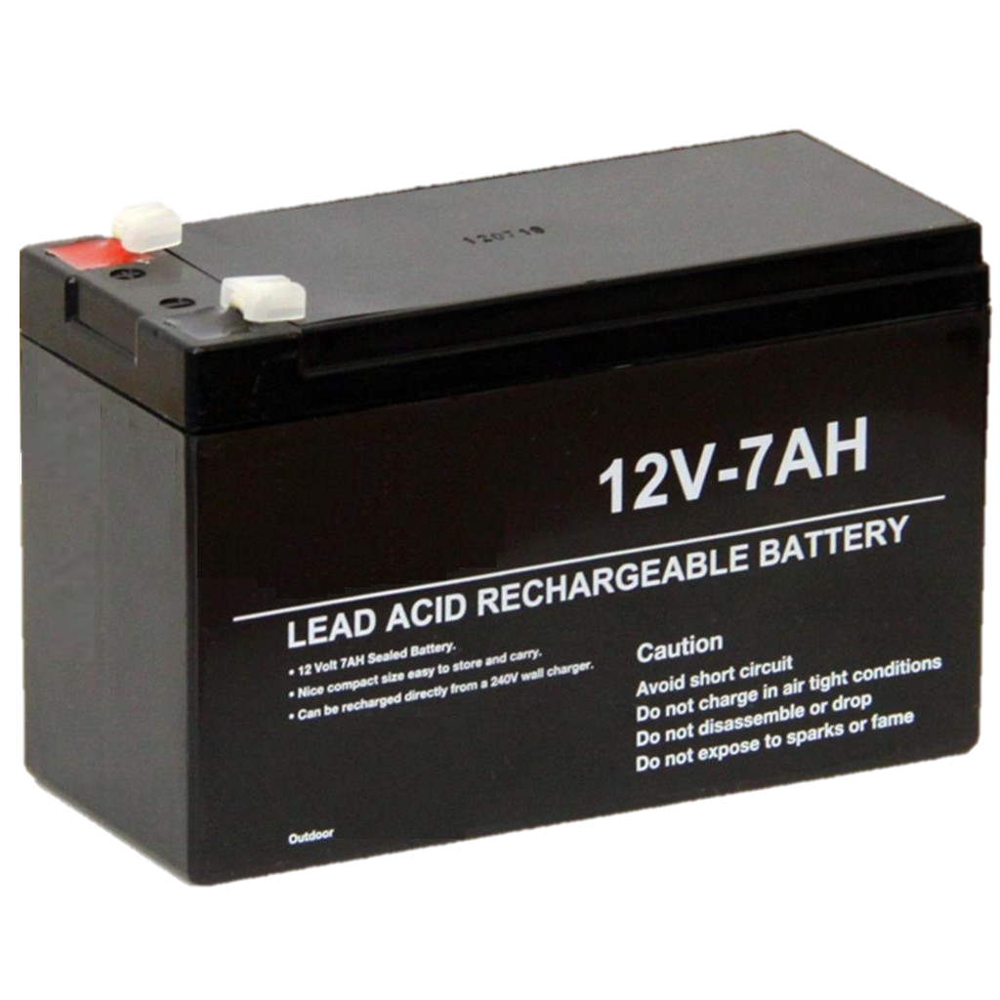 120718
12V-7AH
LEAD ACID RECHARGEABLE BATTERY
• 12 Volt 7AH Sealed Battery.
• Nice compact size easy to store and carry.
• Can be recharged directly from a 240V wall charger.
Caution
Avoid short circuit
Do not charge in air tight conditions
Do not disassemble or drop
Do not expose to sparks or fame
Outdoor